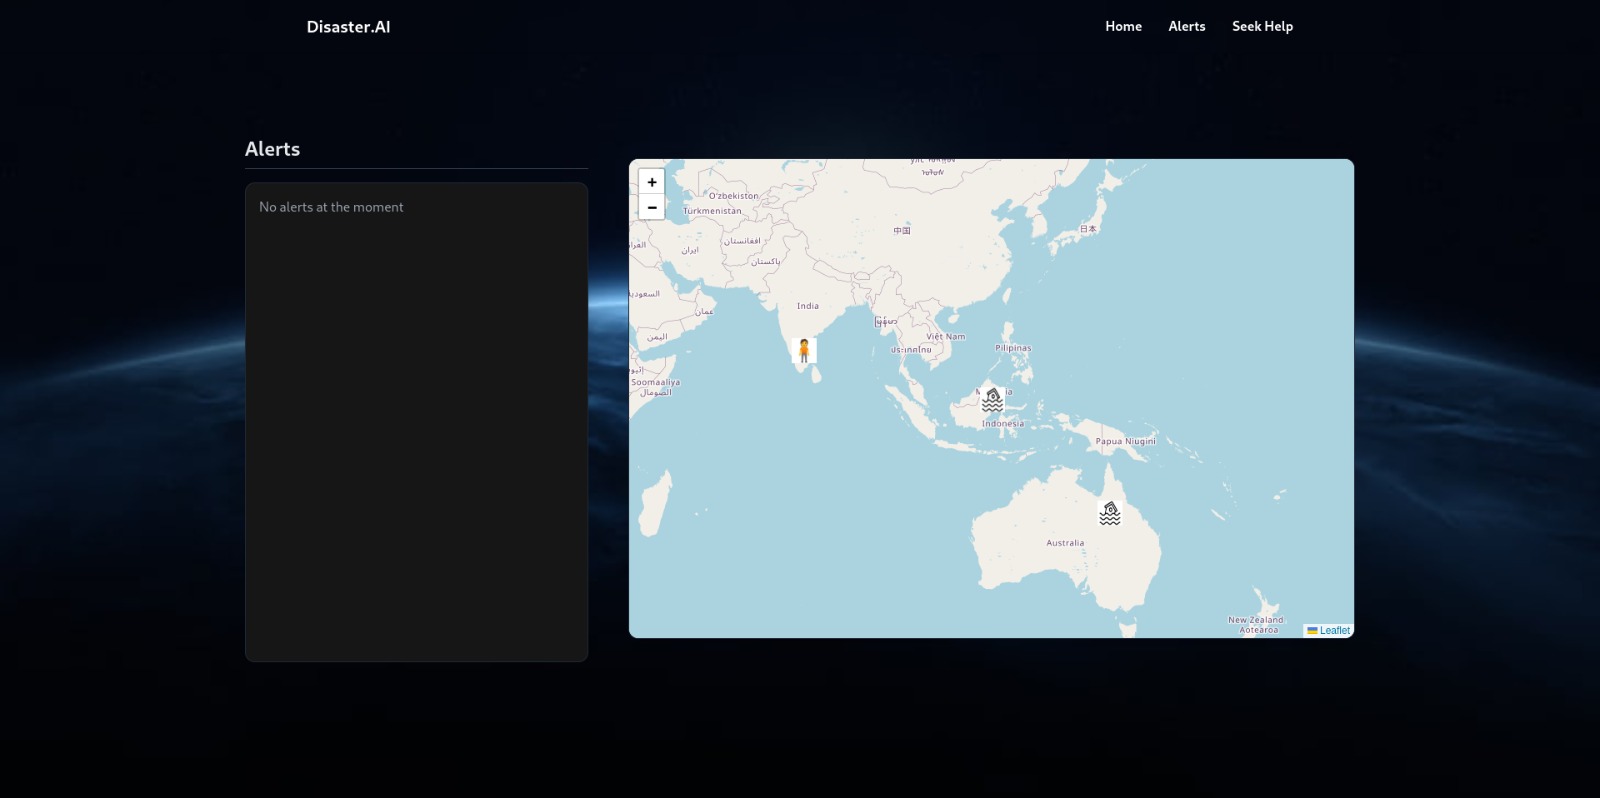 Disaster.AI
Home
Alerts
Seek Help
Alerts
No alerts at the moment
+
−
O'zbekiston
Turkmenistan
افغانستان
ایران
پاکستان
中国
日本
السعودية
عمان
اليمن
India
Việt Nam
ประเทศไทย
Pilipinas
Soomaaliya
الصومال
Indonesia
Papua Niugini
Australia
New Zealand
Aotearoa
Leaflet